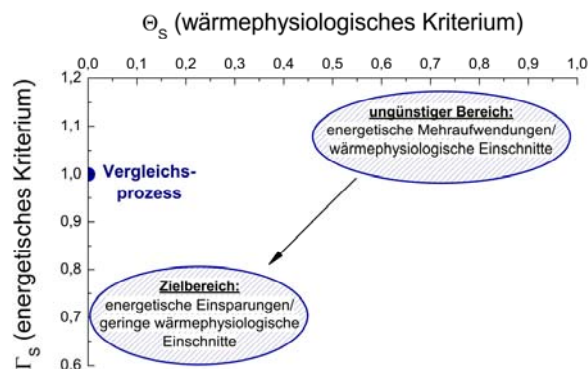 Θs (wärmephysiologisches Kriterium)
0,0 0,1 0,2 0,3 0,4 0,5 0,6 0,7 0,8 0,9 1,0
Γs (energetisches Kriterium)
1,2
1,1
1,0
0,9
0,8
0,7
0,6
ungünstiger Bereich:
energetische Mehraufwendungen/
wärmephysiologische Einschnitte
Vergleichs-
prozess
Zielbereich:
energetische Einsparungen/
geringe wärmephysiologische
Einschnitte